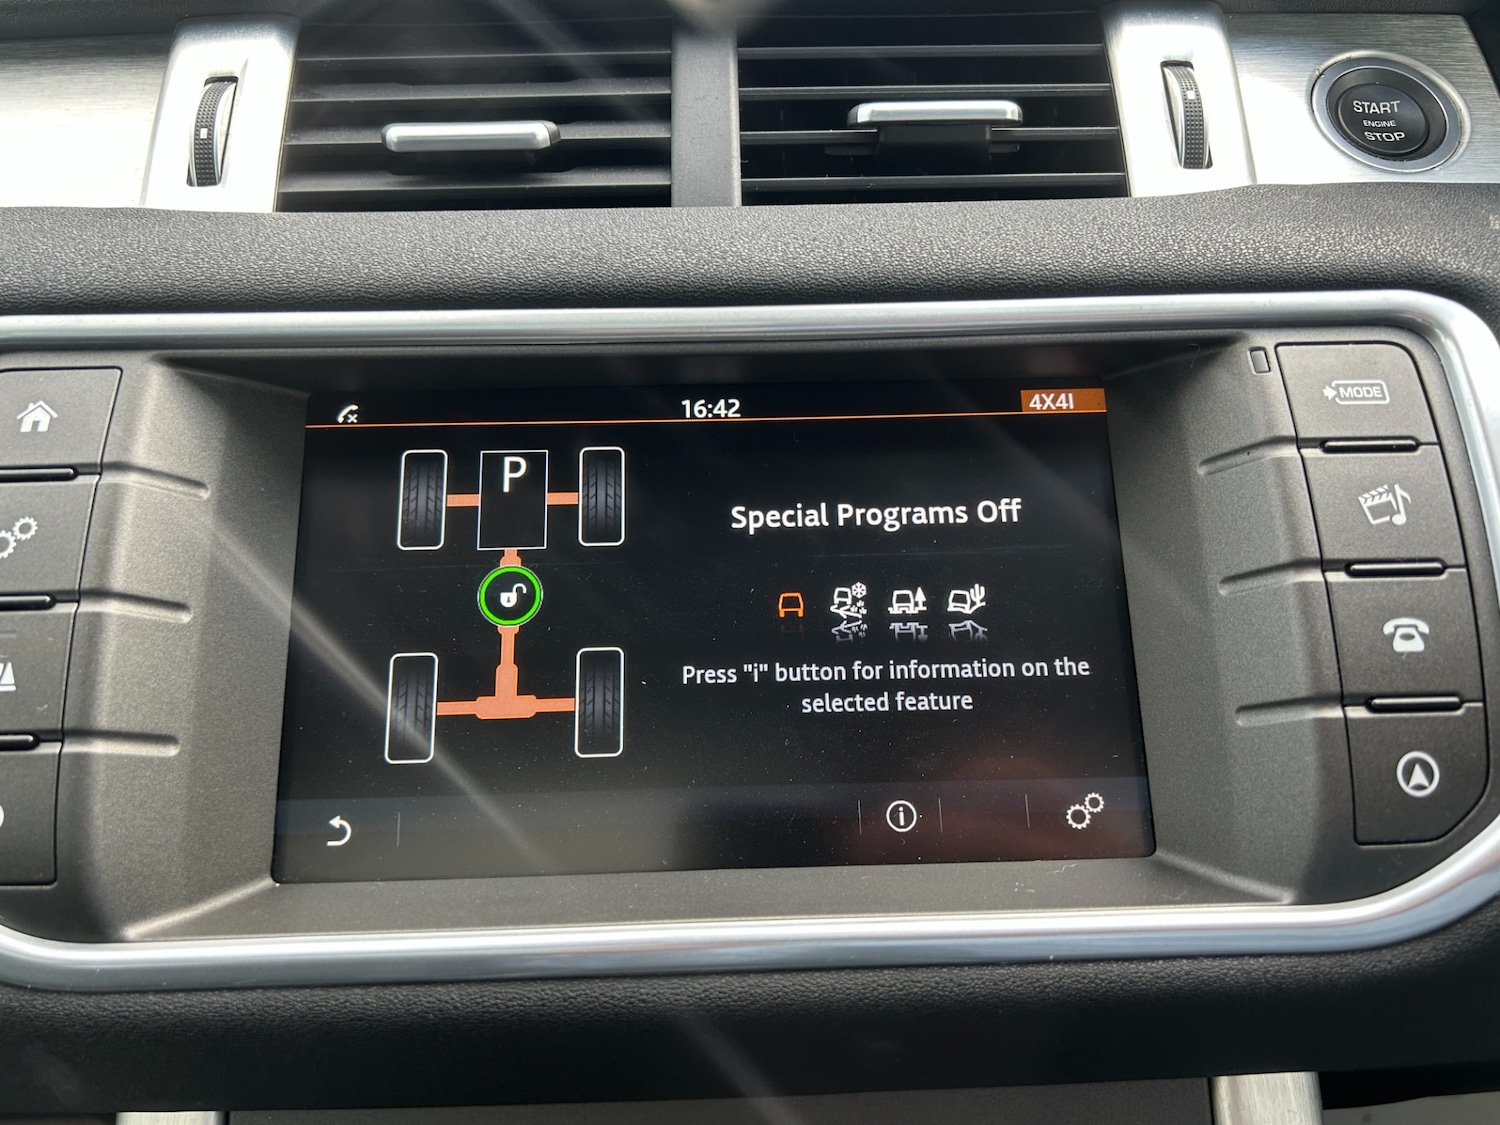 START
ENGINE
STOP
MODE
16:42
4X4I
P
Special Programs Off
Press "i" button for information on the
selected feature
i